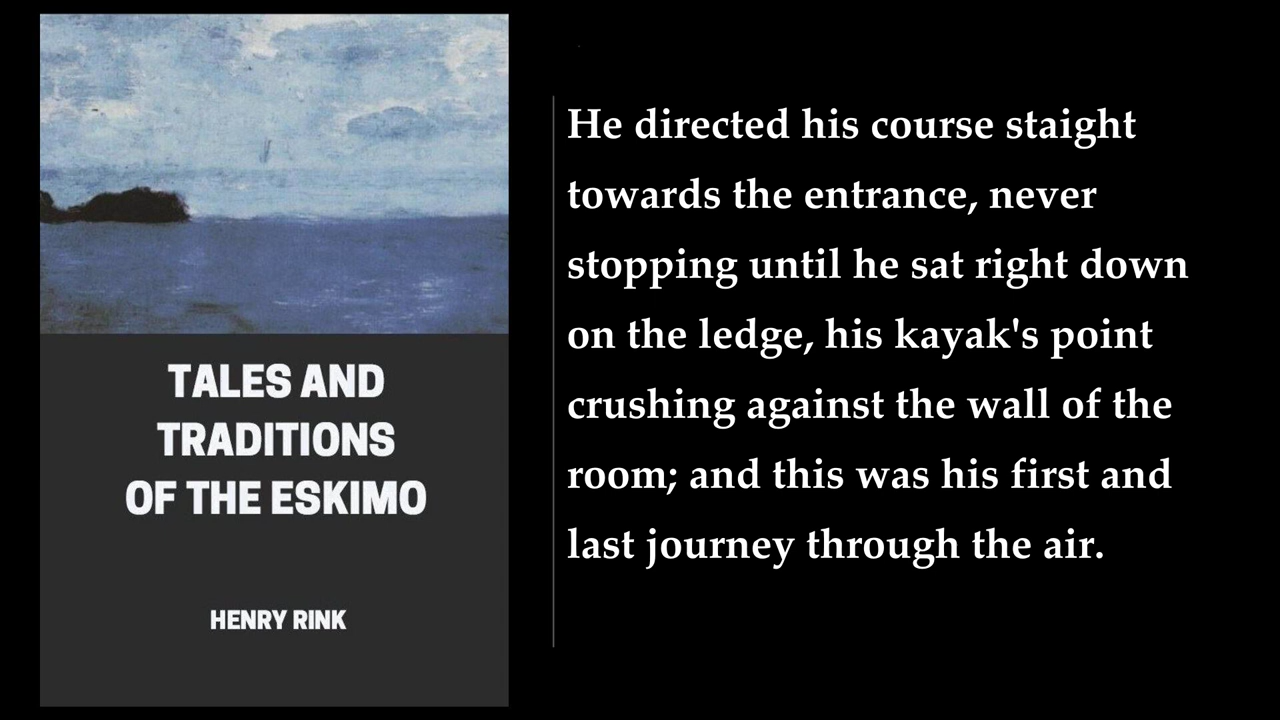 TALES AND
TRADITIONS
OF THE ESKIMO
HENRY RINK
He directed his course staight
towards the entrance, never
stopping until he sat right down
on the ledge, his kayak's point
crushing against the wall of the
room; and this was his first and
last journey through the air.